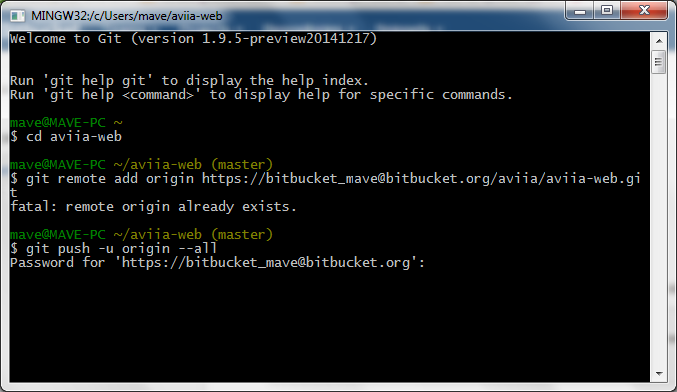 MINGW32:/c/Users/mave/aviia-web
Welcome to Git (version 1.9.5-preview20141217)
Run 'git help git' to display the help index.
Run 'git help <command>' to display help for specific commands.
mave@MAVE-PC ~
$ cd aviia-web
mave@MAVE-PC ~/aviia-web (master)
$ git remote add origin https://bitbucket_mave@bitbucket.org/aviia/aviia-web.gi
t
fatal: remote origin already exists.
mave@MAVE-PC ~/aviia-web (master)
$ git push -u origin --all
Password for 'https://bitbucket_mave@bitbucket.org':